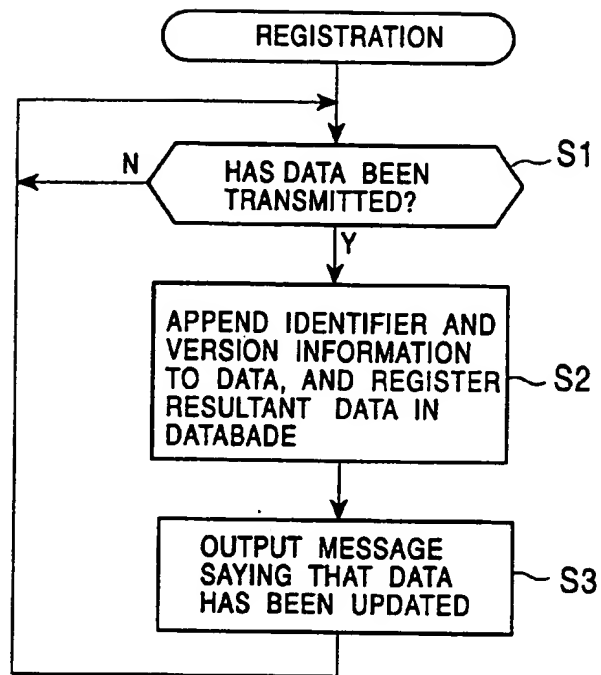 REGISTRATION
HAS DATA BEEN
TRANSMITTED?
S1
N
Y
APPEND IDENTIFIER AND
VERSION INFORMATION
TO DATA, AND REGISTER
RESULTANT DATA IN
DATABADE
S2
OUTPUT MESSAGE
SAYING THAT DATA
HAS BEEN UPDATED
S3